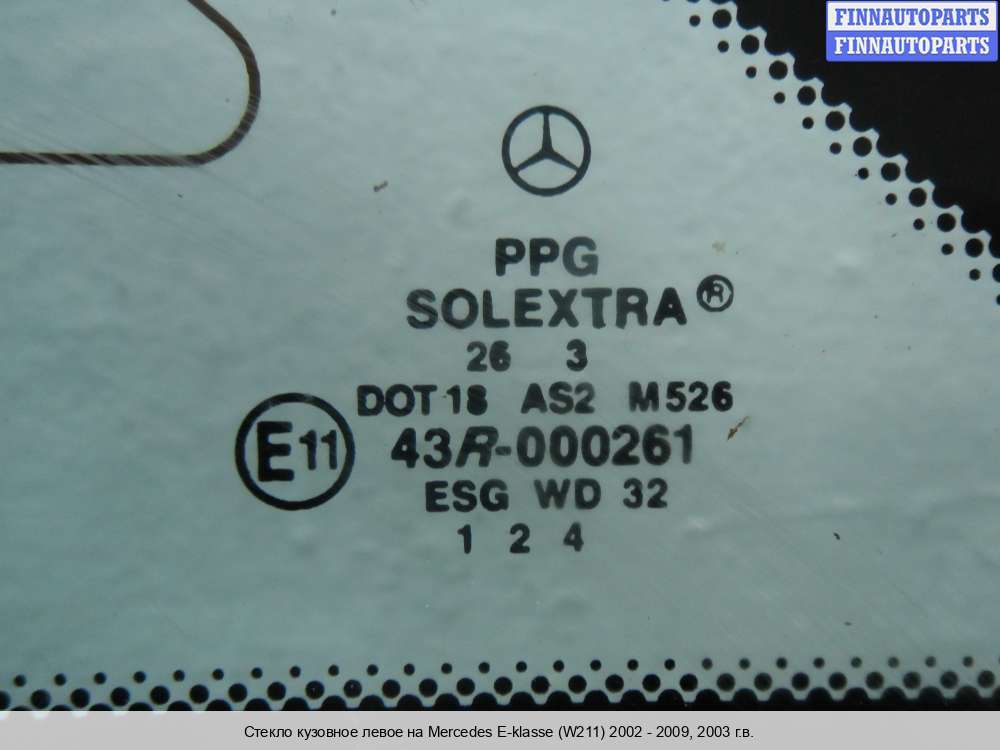 FINNAUTOPARTS
FINNAUTOPARTS
PPG
SOLEXTRA®
26 3
DOT 18 AS2 M526
E11 43R-000261
ESG WD 32
1 2 4
Стекло кузовное левое на Mercedes E-klasse (W211) 2002 - 2009, 2003 г.в.